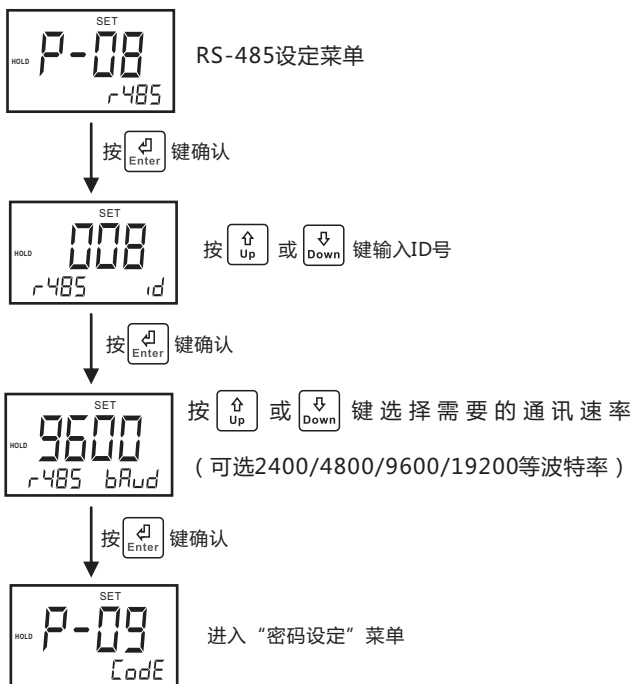 SET
HOLD P-08
r485
RS-485设定菜单
按 Enter 键确认
SET
HOLD 008
r485 id
按 Up 或 Down 键输入ID号
按 Enter 键确认
SET
HOLD 9600
r485 bAud
按 Up 或 Down 键选择需要的通讯速率
(可选2400/4800/9600/19200等波特率)
按 Enter 键确认
SET
HOLD P-09
CodE
进入“密码设定”菜单